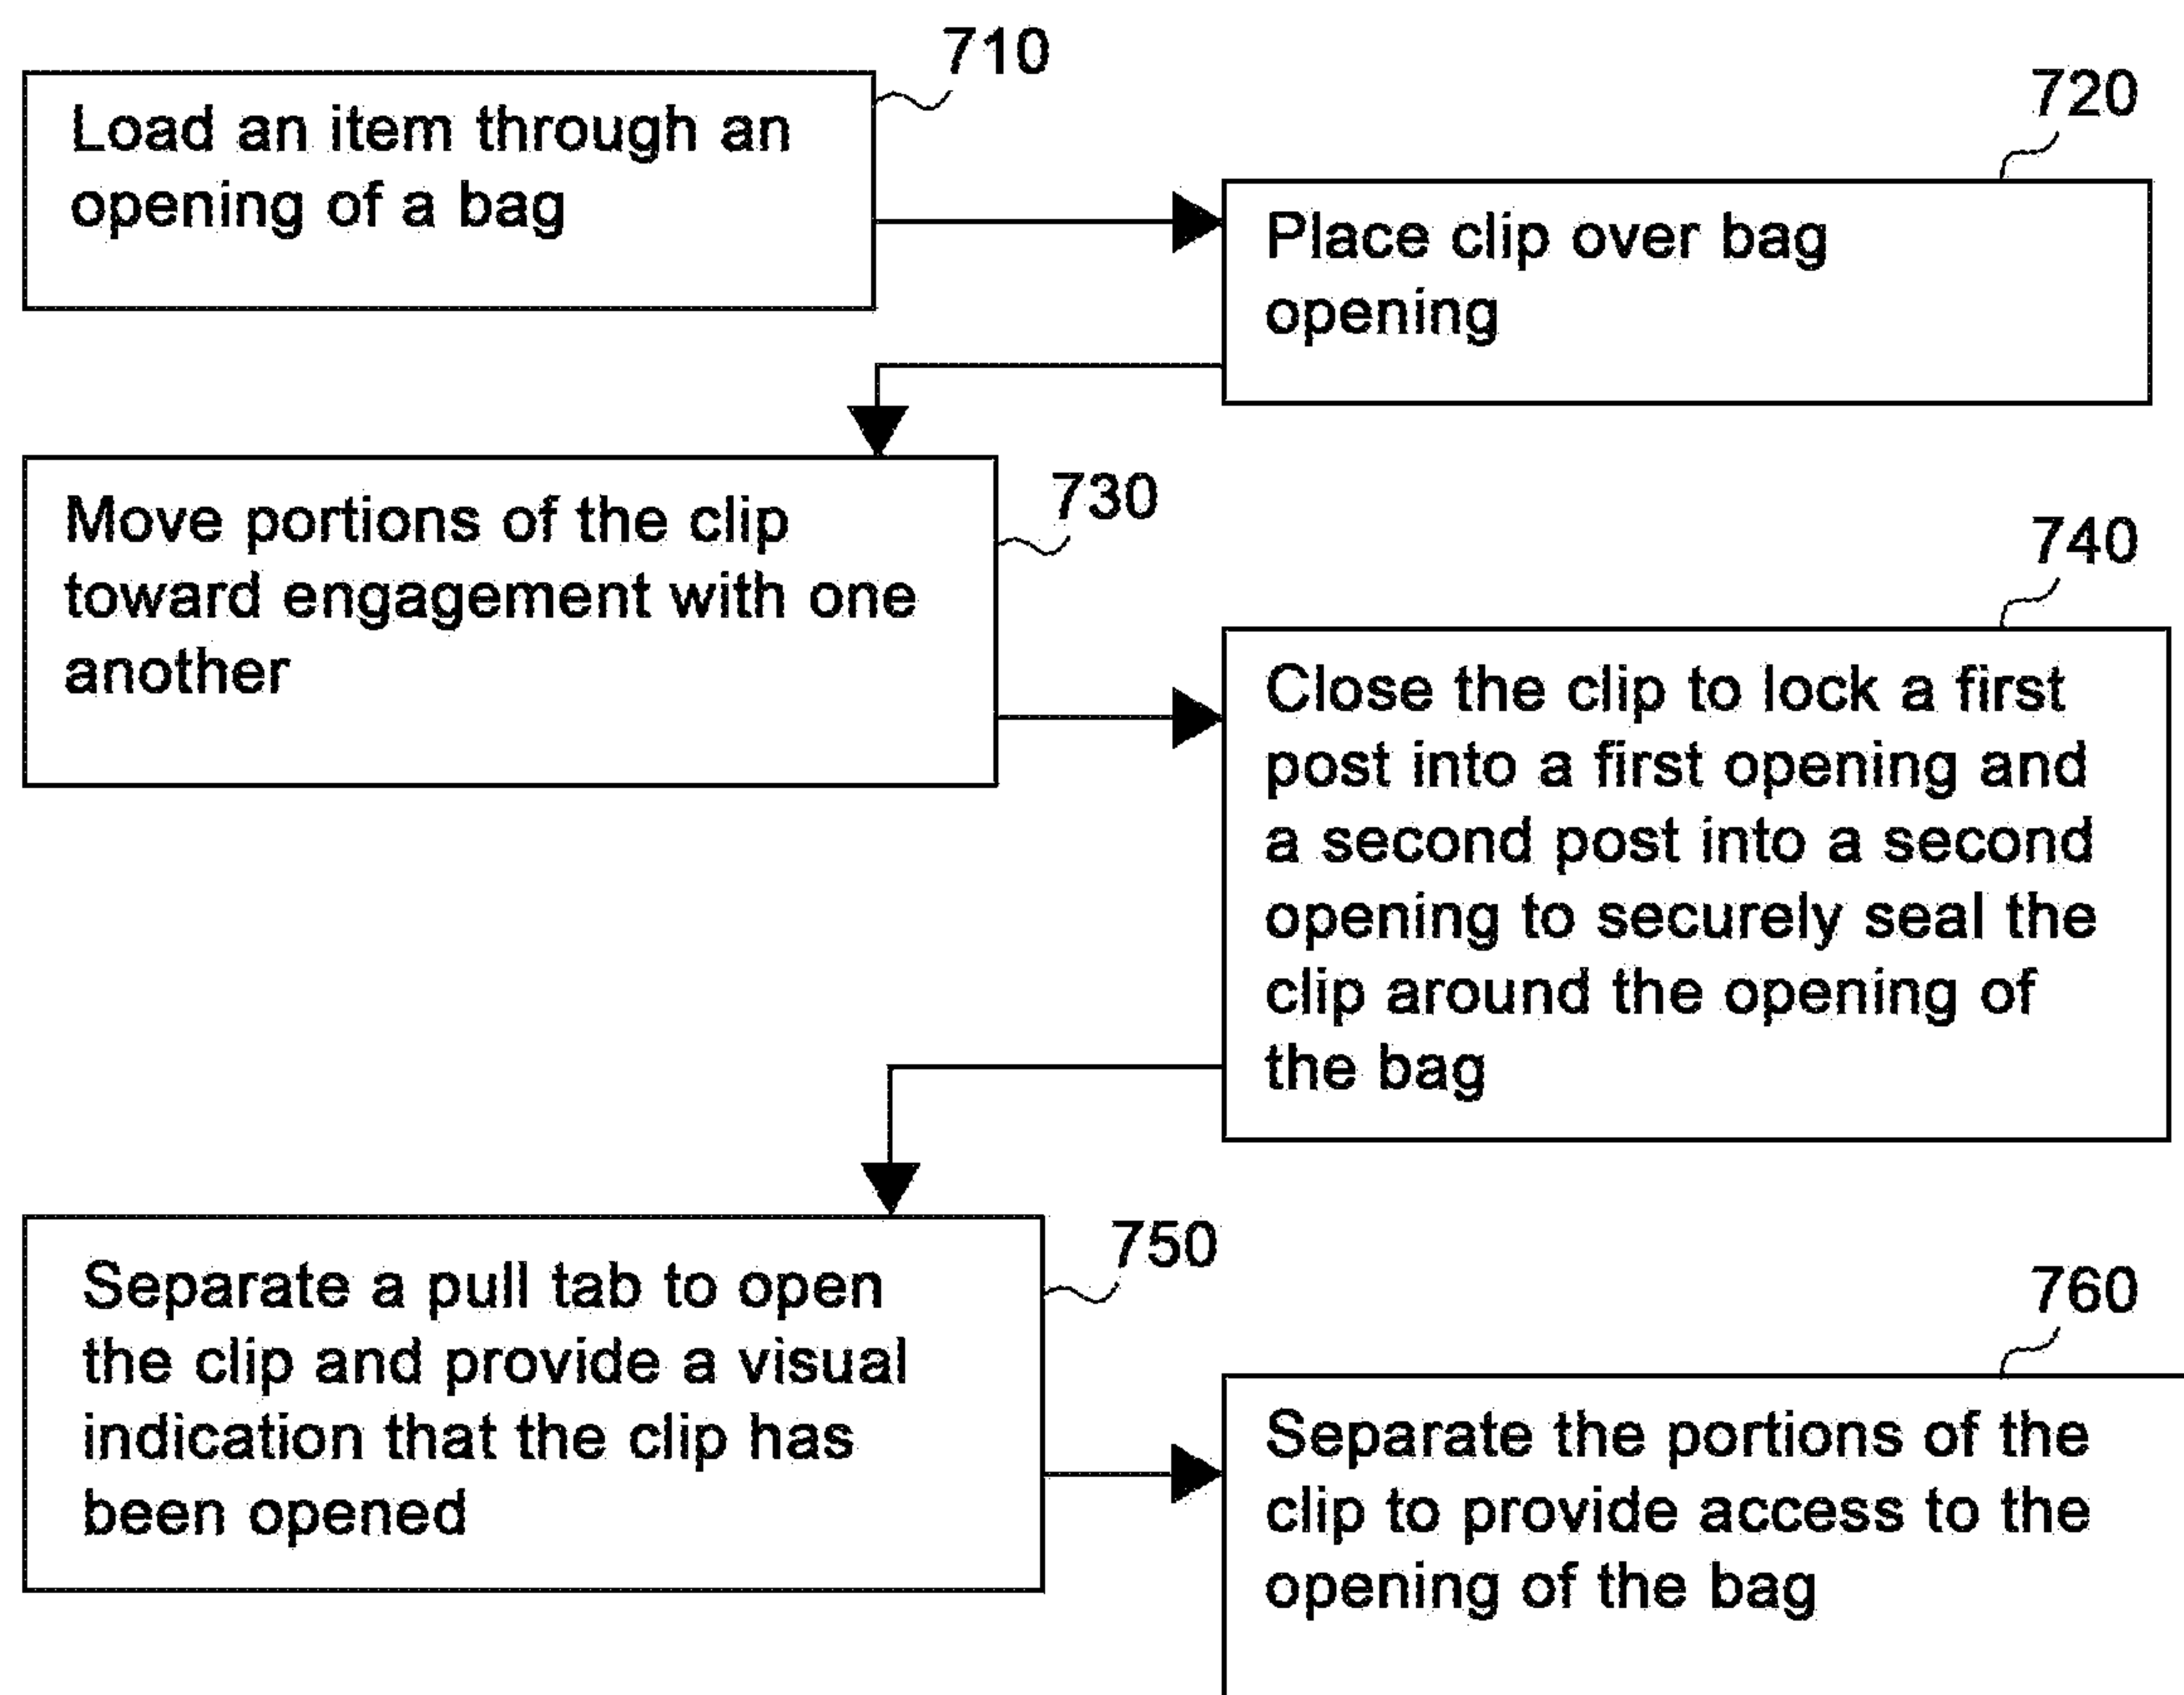 710
Load an item through an
opening of a bag
720
Place clip over bag
opening
730
Move portions of the clip
toward engagement with one
another
740
Close the clip to lock a first
post into a first opening and
a second post into a second
opening to securely seal the
clip around the opening of
the bag
750
Separate a pull tab to open
the clip and provide a visual
indication that the clip has
been opened
760
Separate the portions of the
clip to provide access to the
opening of the bag